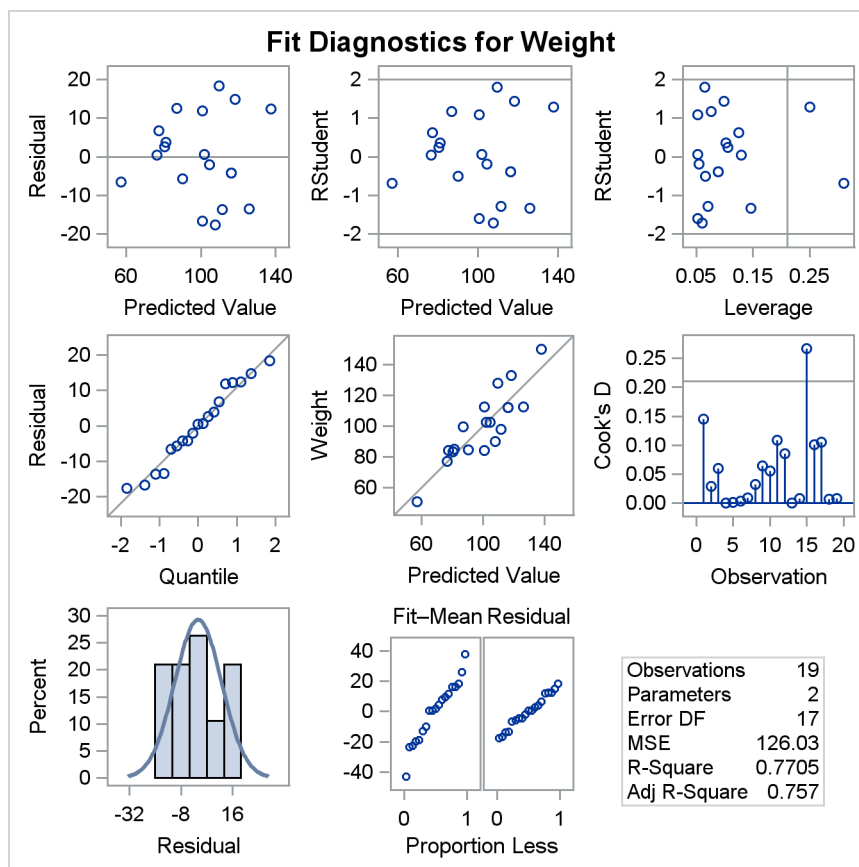 Fit Diagnostics for Weight
20
10
0
-10
-20
Residual
60 100 140
Predicted Value
2
1
0
-1
-2
RStudent
60 100 140
Predicted Value
2
1
0
-1
-2
RStudent
0.05 0.15 0.25
Leverage
20
10
0
-10
-20
Residual
-2 -1 0 1 2
Quantile
140
120
100
80
60
Weight
60 100 140
Predicted Value
0.25
0.20
0.15
0.10
0.05
0.00
Cook's D
0 5 10 15 20
Observation
30
25
20
15
10
5
0
Percent
-32 -8 16
Residual
Fit–Mean Residual
40
20
0
-20
-40
0 1 0 1
Proportion Less
Observations 19
Parameters 2
Error DF 17
MSE 126.03
R-Square 0.7705
Adj R-Square 0.757